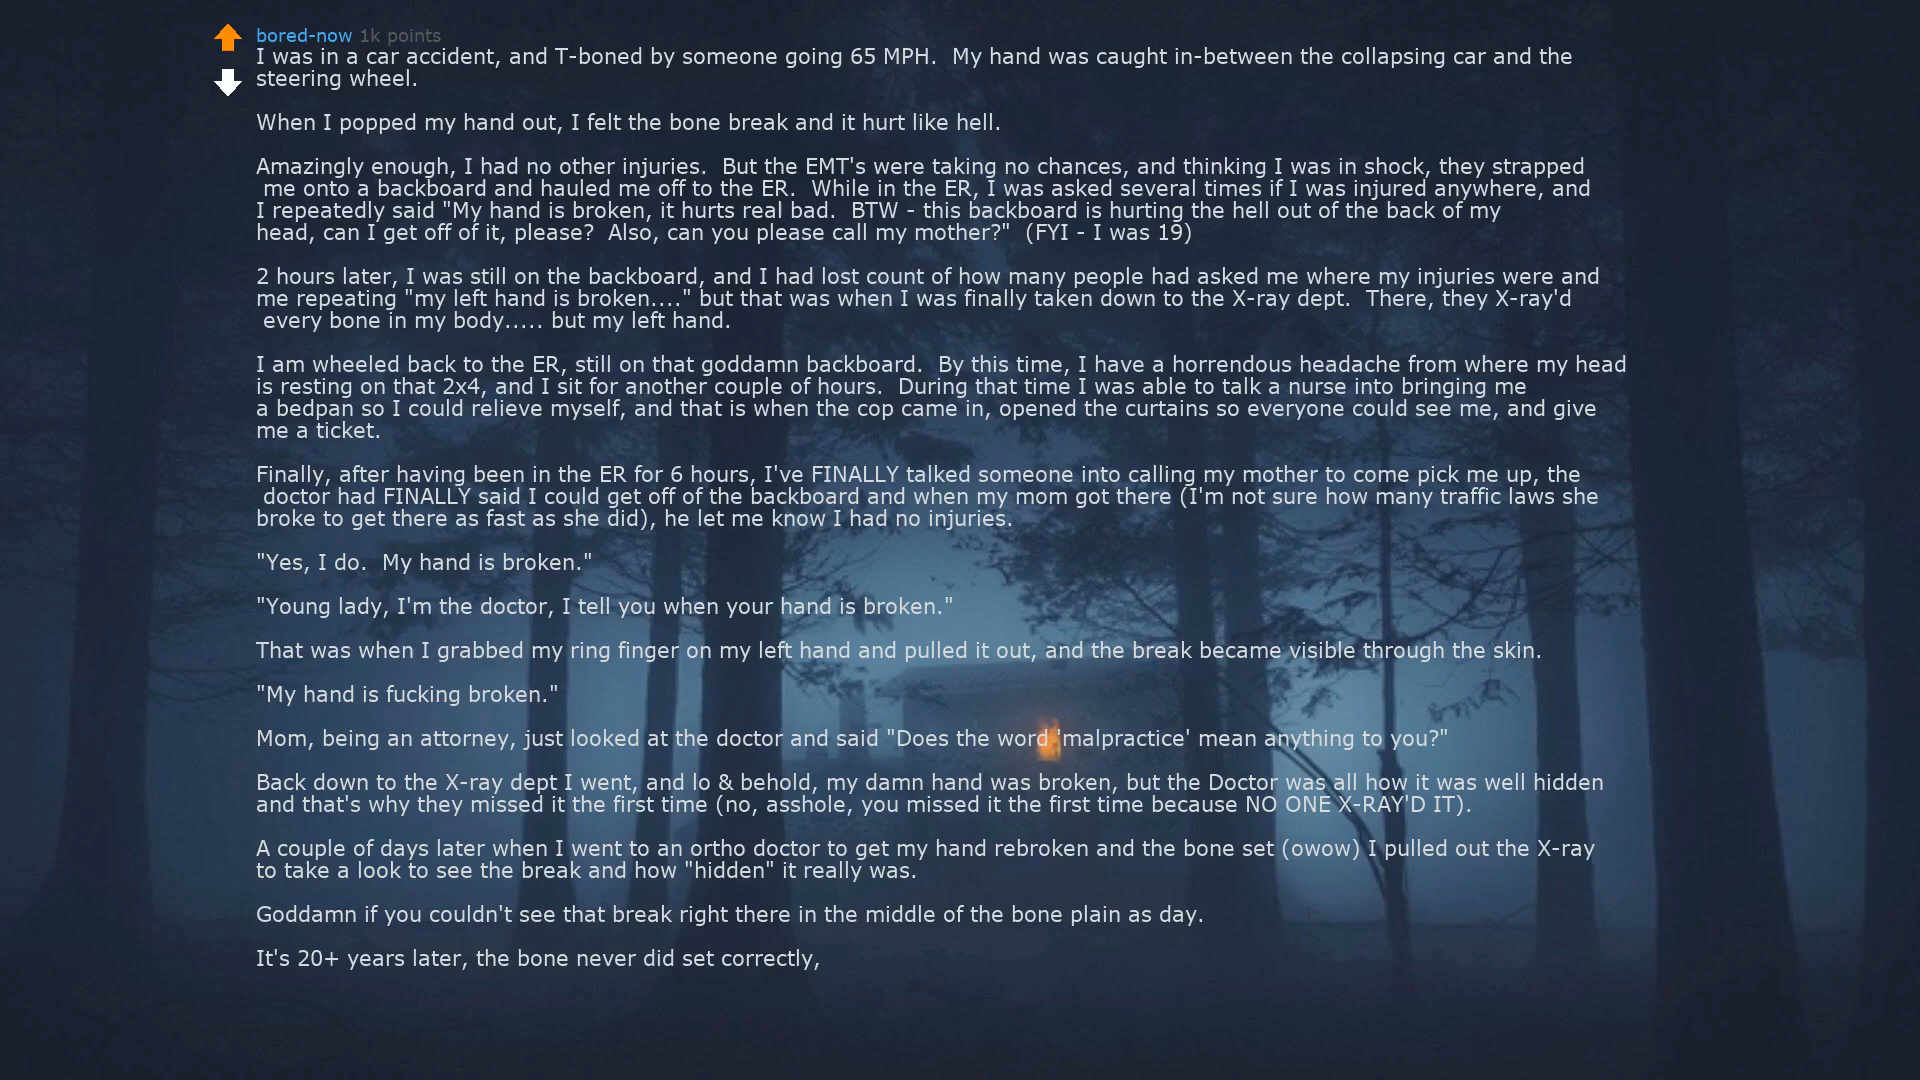 bored-now 1k points
I was in a car accident, and T-boned by someone going 65 MPH.  My hand was caught in-between the collapsing car and the
steering wheel.
When I popped my hand out, I felt the bone break and it hurt like hell.
Amazingly enough, I had no other injuries.  But the EMT's were taking no chances, and thinking I was in shock, they strapped
me onto a backboard and hauled me off to the ER.  While in the ER, I was asked several times if I was injured anywhere, and
I repeatedly said "My hand is broken, it hurts real bad.  BTW - this backboard is hurting the hell out of the back of my
head, can I get off of it, please?  Also, can you please call my mother?"  (FYI - I was 19)
2 hours later, I was still on the backboard, and I had lost count of how many people had asked me where my injuries were and
me repeating "my left hand is broken...." but that was when I was finally taken down to the X-ray dept.  There, they X-ray'd
every bone in my body..... but my left hand.
I am wheeled back to the ER, still on that goddamn backboard.  By this time, I have a horrendous headache from where my head
is resting on that 2x4, and I sit for another couple of hours.  During that time I was able to talk a nurse into bringing me
a bedpan so I could relieve myself, and that is when the cop came in, opened the curtains so everyone could see me, and give
me a ticket.
Finally, after having been in the ER for 6 hours, I've FINALLY talked someone into calling my mother to come pick me up, the
doctor had FINALLY said I could get off of the backboard and when my mom got there (I'm not sure how many traffic laws she
broke to get there as fast as she did), he let me know I had no injuries.
"Yes, I do.  My hand is broken."
"Young lady, I'm the doctor, I tell you when your hand is broken."
That was when I grabbed my ring finger on my left hand and pulled it out, and the break became visible through the skin.
"My hand is fucking broken."
Mom, being an attorney, just looked at the doctor and said "Does the word 'malpractice' mean anything to you?"
Back down to the X-ray dept I went, and lo & behold, my damn hand was broken, but the Doctor was all how it was well hidden
and that's why they missed it the first time (no, asshole, you missed it the first time because NO ONE X-RAY'D IT).
A couple of days later when I went to an ortho doctor to get my hand rebroken and the bone set (owow) I pulled out the X-ray
to take a look to see the break and how "hidden" it really was.
Goddamn if you couldn't see that break right there in the middle of the bone plain as day.
It's 20+ years later, the bone never did set correctly,